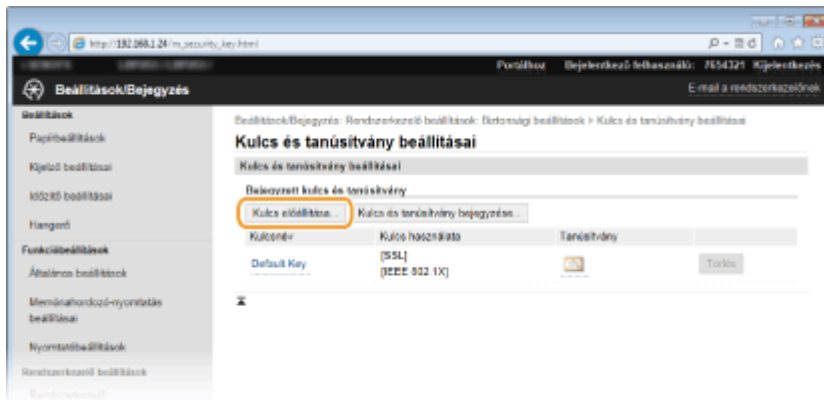 http://192.168.1.24/m_security_key.html
Portálhoz Bejelentkező felhasználó: 7654321 Kijelentkezés
Beállítások/Bejegyzés
E-mail a rendszerkezelőnek
Beállítások
Beállítások/Bejegyzés: Rendszerkezelő beállítások: Biztonsági beállítások > Kulcs és tanúsítvány beállításai
Papírbeállítások
Kulcs és tanúsítvány beállításai
Kijelző beállításai
Kulcs és tanúsítvány beállításai
Időzítő beállításai
Bejegyzett kulcs és tanúsítvány
Hangerő
Kulcs előállítása... Kulcs és tanúsítvány bejegyzése...
Kulcsnév Kulcs használata Tanúsítvány
Funkcióbeállítások
Általános beállítások
Default Key [SSL] Törlés
[IEEE 802.1X]
Memóriahordozó-nyomtatás
beállításai
Nyomtatóbeállítások
Rendszerkezelő beállítások